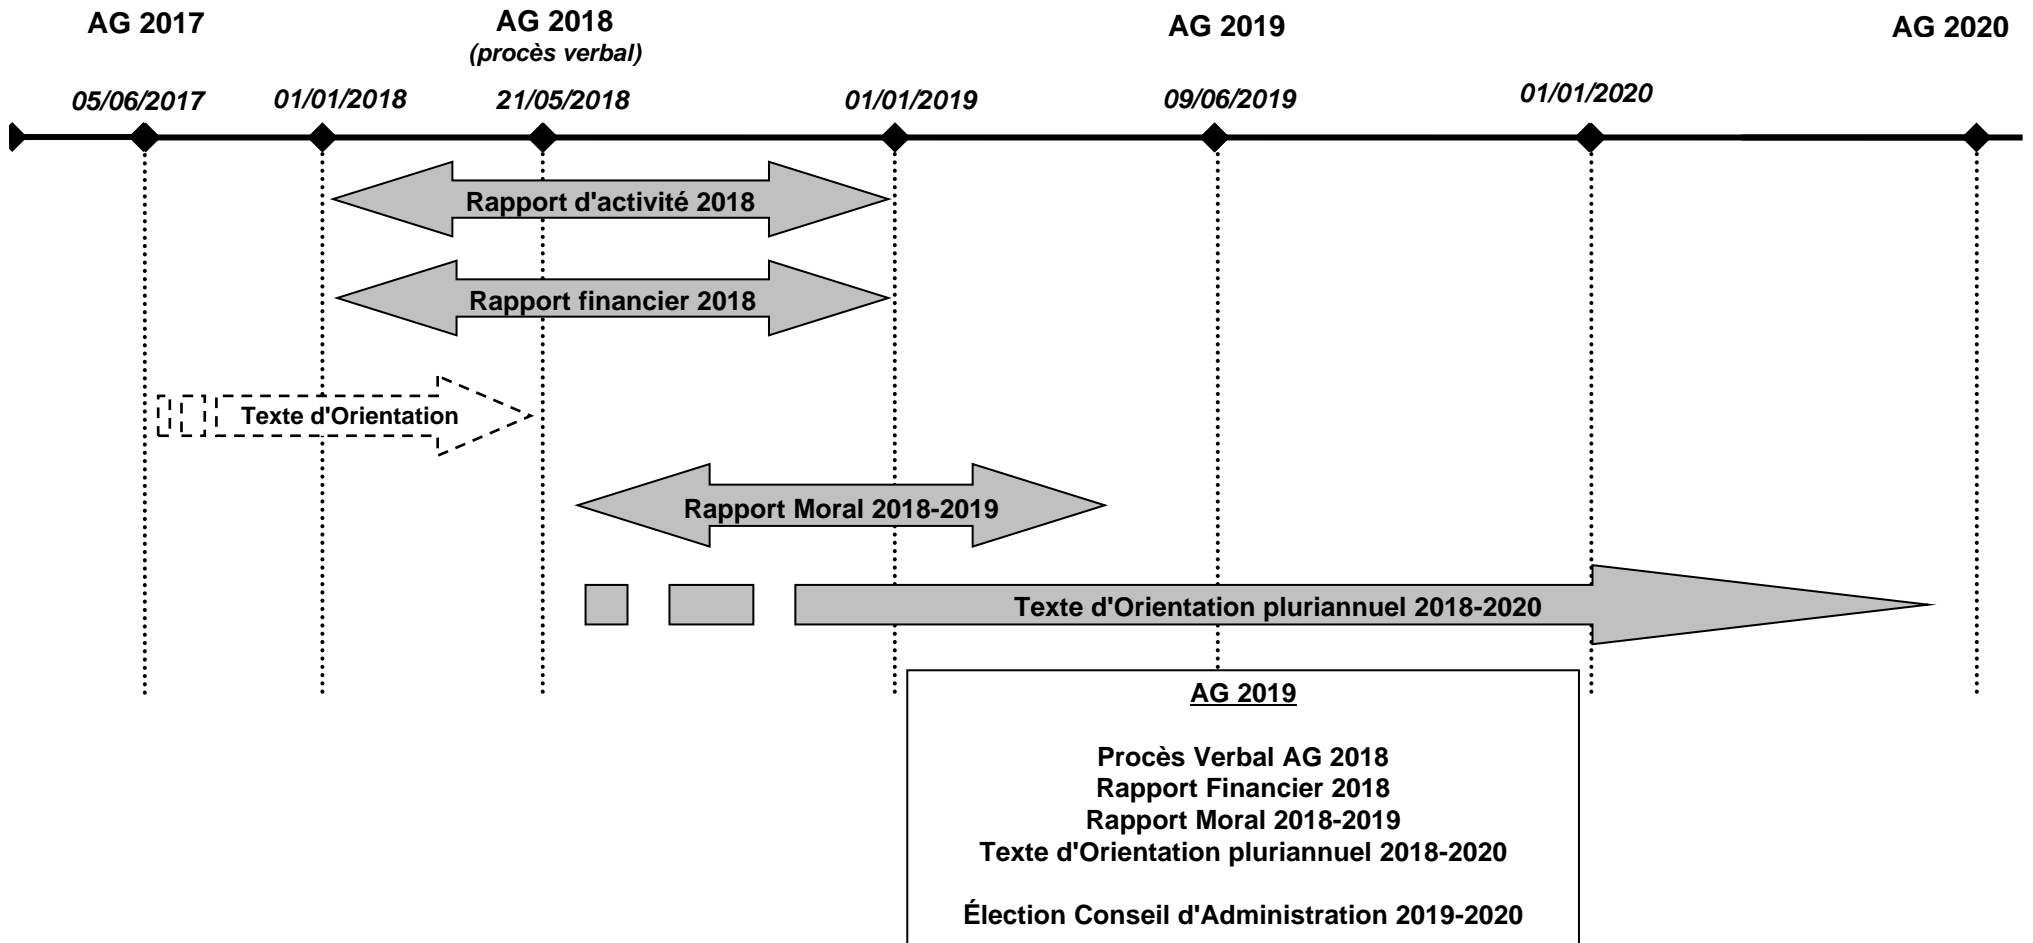 AG 2017
AG 2018
(procès verbal)
AG 2019
AG 2020
05/06/2017
01/01/2018
21/05/2018
01/01/2019
09/06/2019
01/01/2020
Rapport d'activité 2018
Rapport financier 2018
Texte d'Orientation
Rapport Moral 2018-2019
Texte d'Orientation pluriannuel 2018-2020
AG 2019
Procès Verbal AG 2018
Rapport Financier 2018
Rapport Moral 2018-2019
Texte d'Orientation pluriannuel 2018-2020
Élection Conseil d'Administration 2019-2020